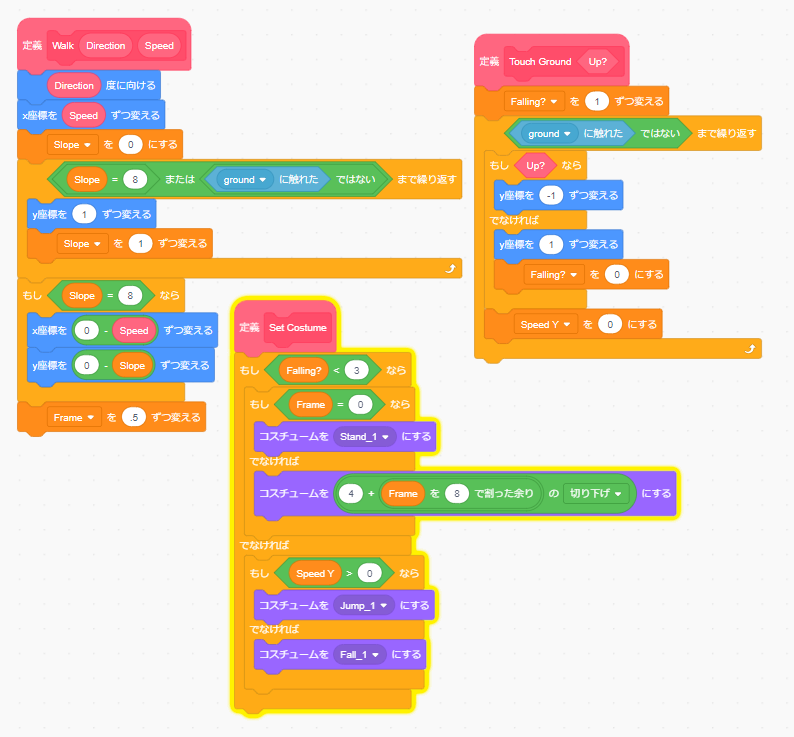 定義 Walk Direction Speed
Direction 度に向ける
x座標を Speed ずつ変える
Slope を 0 にする
Slope = 8 または ground に触れた ではない まで繰り返す
y座標を 1 ずつ変える
Slope を 1 ずつ変える
もし Slope = 8 なら
x座標を 0 - Speed ずつ変える
y座標を 0 - Slope ずつ変える
Frame を .5 ずつ変える
定義 Set Costume
もし Falling? < 3 なら
もし Frame = 0 なら
コスチュームを Stand_1 にする
でなければ
コスチュームを 4 + Frame を 8 で割った余り の 切り下げ にする
でなければ
もし Speed Y > 0 なら
コスチュームを Jump_1 にする
でなければ
コスチュームを Fall_1 にする
定義 Touch Ground Up?
Falling? を 1 ずつ変える
ground に触れた ではない まで繰り返す
もし Up? なら
y座標を -1 ずつ変える
でなければ
y座標を 1 ずつ変える
Falling? を 0 にする
Speed Y を 0 にする